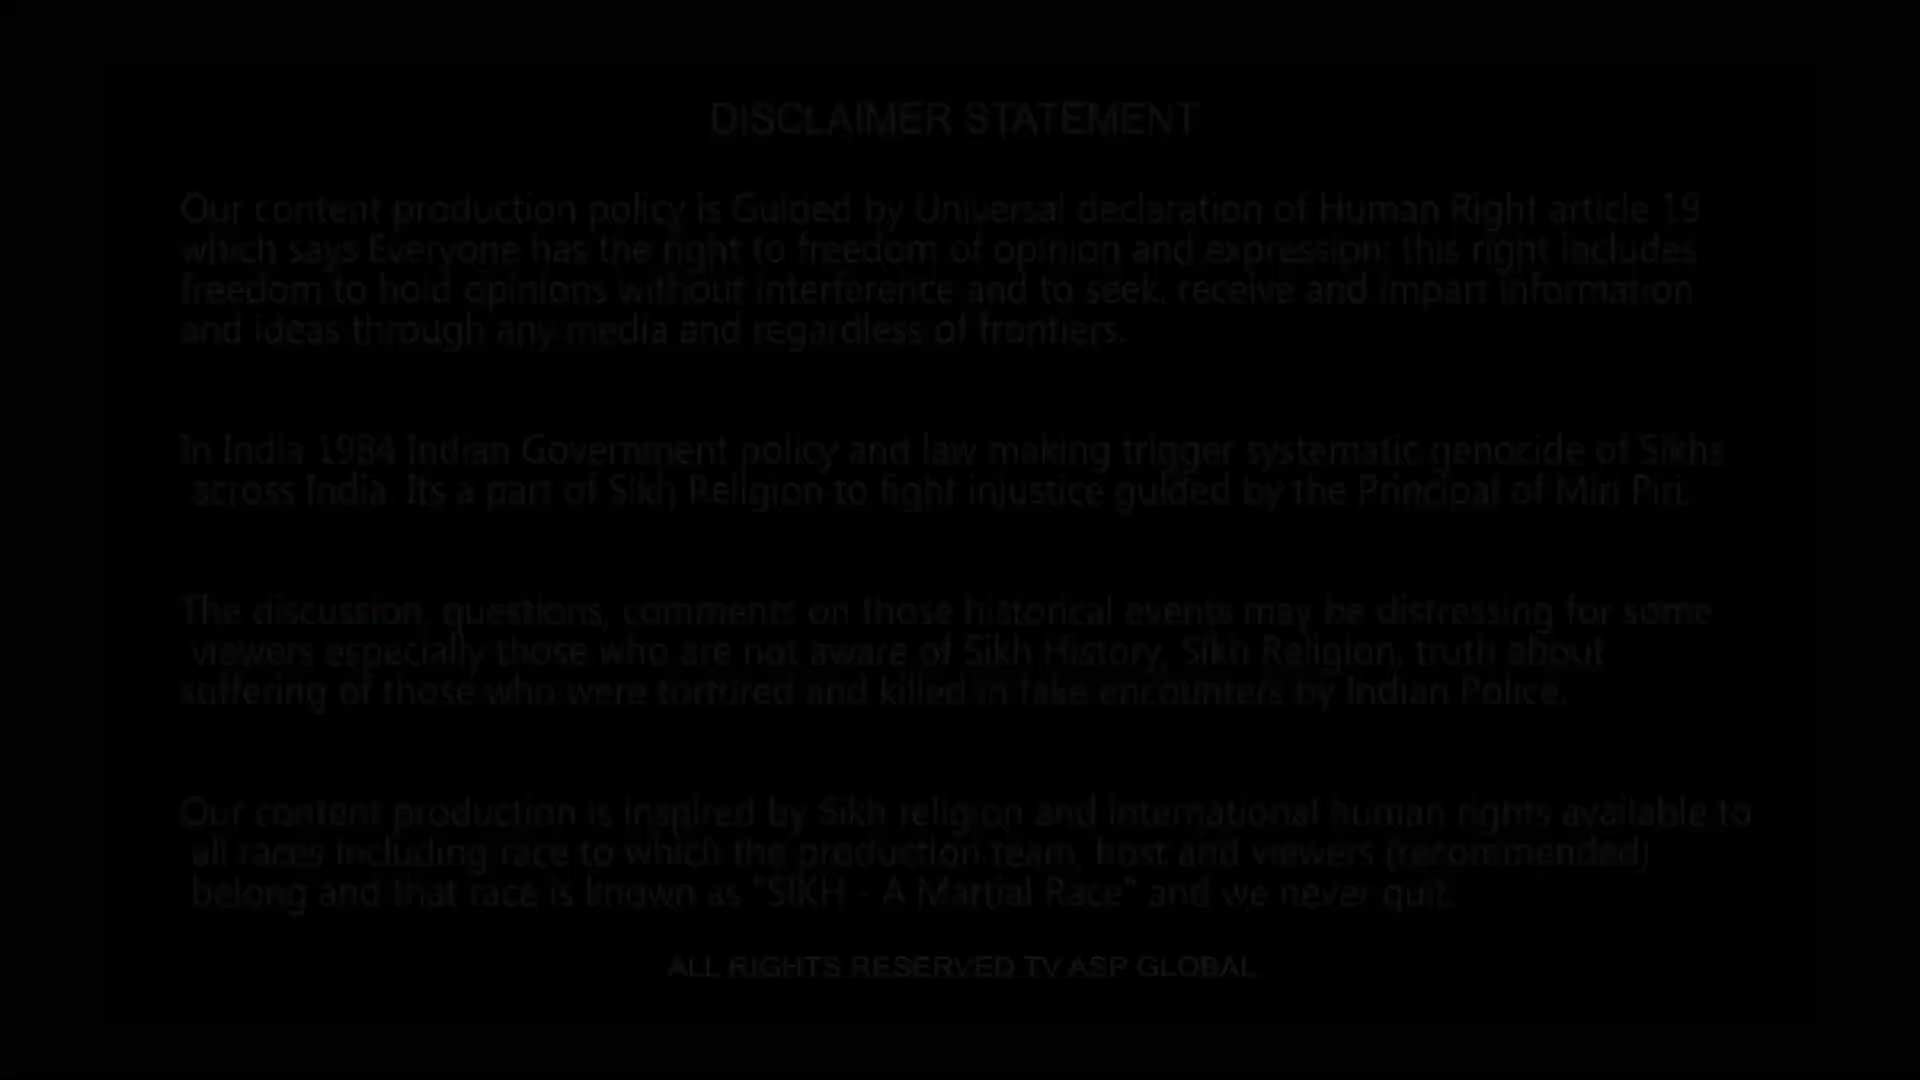 DISCLAIMER STATEMENT
Our content production policy is Guided by Universal declaration of Human Right article 19
which says Everyone has the right to freedom of opinion and expression; this right includes
freedom to hold opinions without interference and to seek, receive and impart information
and ideas through any media and regardless of frontiers.
In India 1984 Indian Government policy and law making trigger systematic genocide of Sikhs
across India. Its a part of Sikh Religion to fight injustice guided by the Principal of Miri Piri.
The discussion, questions, comments on those historical events may be distressing for some
viewers especially those who are not aware of Sikh History, Sikh Religion, truth about
suffering of those who were tortured and killed in fake encounters by Indian Police.
Our content production is inspired by Sikh religion and international human rights available to
all races including race to which the production team, host and viewers (recommended)
belong and that race is known as "SIKH - A Martial Race" and we never quit.
ALL RIGHTS RESERVED TV ASP GLOBAL